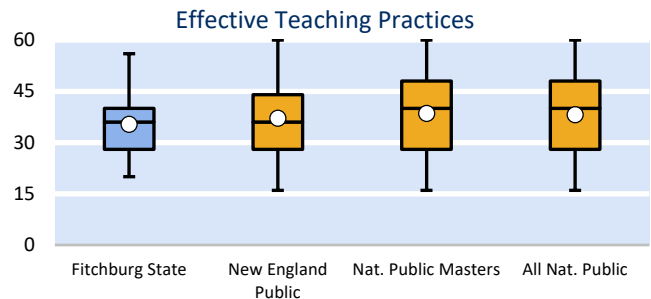 Effective Teaching Practices
60
45
30
15
0
Fitchburg State
New England
Public
Nat. Public Masters
All Nat. Public